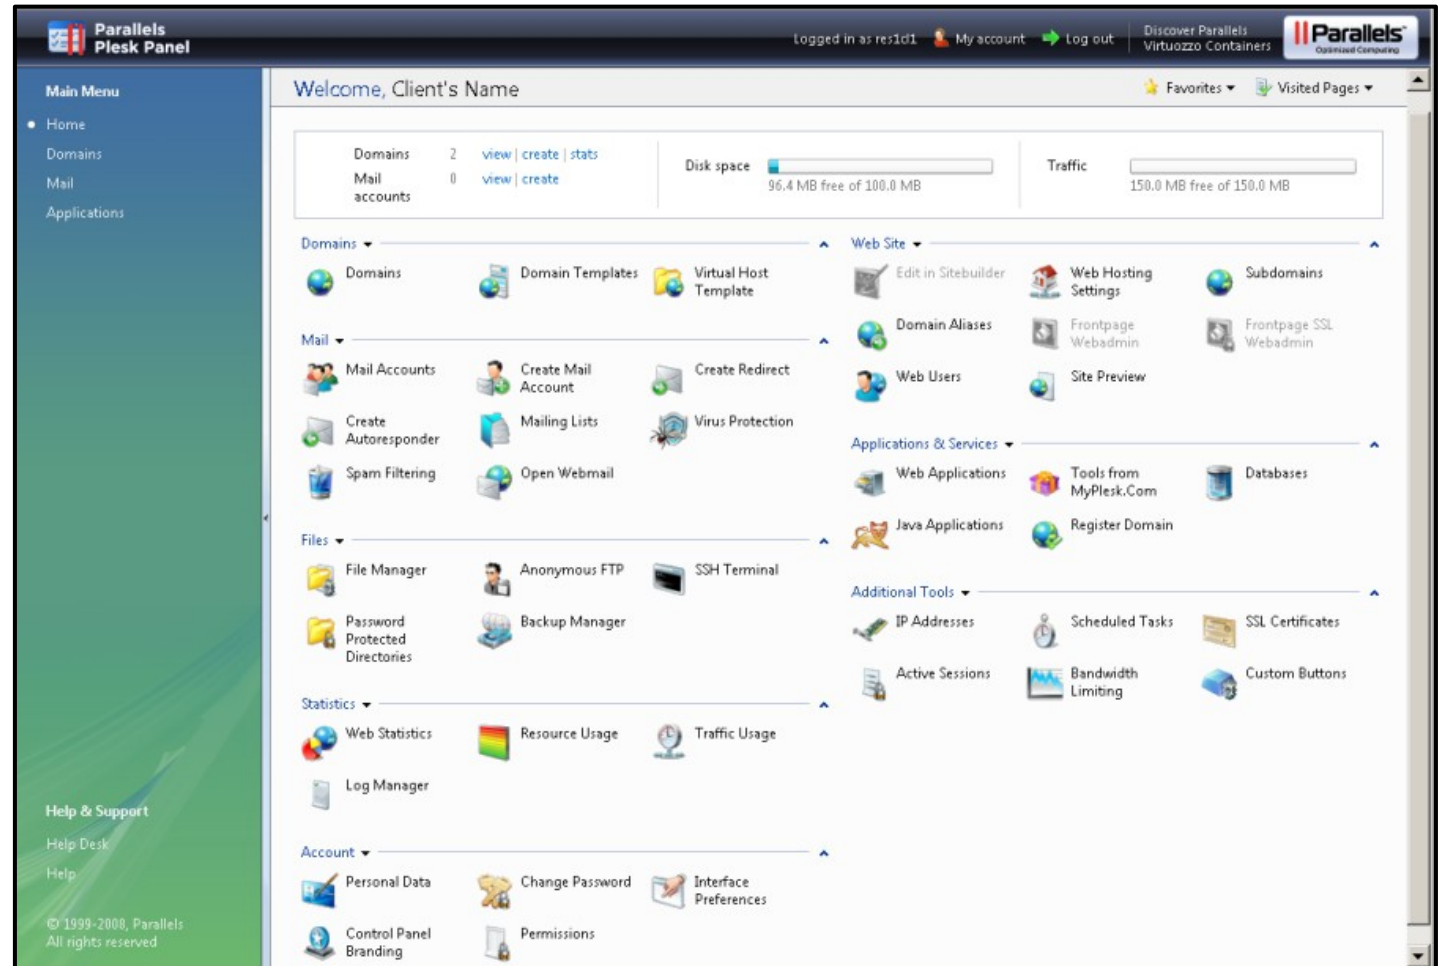 Parallels
Plesk Panel
Logged in as res1cl1 My account Log out
Discover Parallels
Virtuozzo Containers
Parallels
Optimized Computing
Main Menu
Home
Domains
Mail
Applications
Help & Support
Help Desk
Help
© 1999-2008, Parallels
All rights reserved
Welcome, Client's Name
Favorites Visited Pages
Domains 2 view | create | stats
Mail accounts 0 view | create
Disk space
96.4 MB free of 100.0 MB
Traffic
150.0 MB free of 150.0 MB
Domains
Domains
Domain Templates
Virtual Host
Template
Mail
Mail Accounts
Create Mail
Account
Create Redirect
Create
Autoresponder
Mailing Lists
Virus Protection
Spam Filtering
Open Webmail
Files
File Manager
Anonymous FTP
SSH Terminal
Password
Protected
Directories
Backup Manager
Statistics
Web Statistics
Resource Usage
Traffic Usage
Log Manager
Account
Personal Data
Change Password
Interface
Preferences
Control Panel
Branding
Permissions
Web Site
Edit in Sitebuilder
Web Hosting
Settings
Subdomains
Domain Aliases
Frontpage
Webadmin
Frontpage SSL
Webadmin
Web Users
Site Preview
Applications & Services
Web Applications
Tools from
MyPlesk.Com
Databases
Java Applications
Register Domain
Additional Tools
IP Addresses
Scheduled Tasks
SSL Certificates
Active Sessions
Bandwidth
Limiting
Custom Buttons